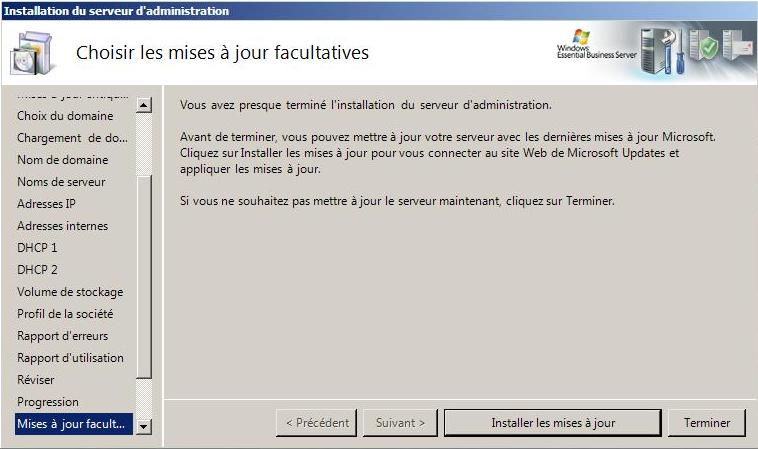 Installation du serveur d'administration
Choisir les mises à jour facultatives
Windows
Essential Business Server
Choix du domaine
Chargement de do...
Nom de domaine
Noms de serveur
Adresses IP
Adresses internes
DHCP 1
DHCP 2
Volume de stockage
Profil de la société
Rapport d'erreurs
Rapport d'utilisation
Réviser
Progression
Mises à jour facult...
Vous avez presque terminé l'installation du serveur d'administration.
Avant de terminer, vous pouvez mettre à jour votre serveur avec les dernières mises à jour Microsoft.
Cliquez sur Installer les mises à jour pour vous connecter au site Web de Microsoft Updates et
appliquer les mises à jour.
Si vous ne souhaitez pas mettre à jour le serveur maintenant, cliquez sur Terminer.
< Précédent
Suivant >
Installer les mises à jour
Terminer